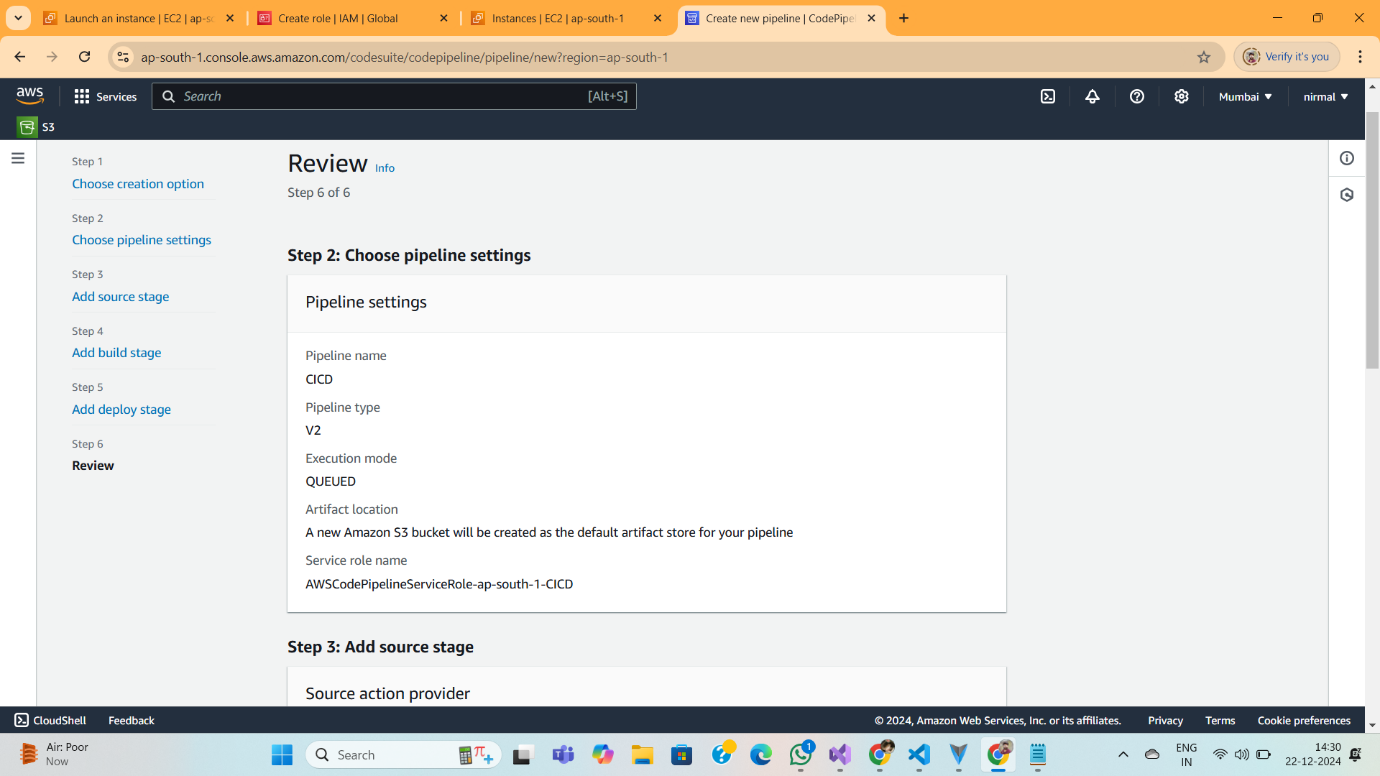 Launch an instance | EC2 | ap-so
Create role | IAM | Global
Instances | EC2 | ap-south-1
Create new pipeline | CodePipel
ap-south-1.console.aws.amazon.com/codesuite/codepipeline/pipeline/new?region=ap-south-1
Verify it's you
aws
Services
Search
[Alt+S]
Mumbai
nirmal
S3
Step 1
Choose creation option
Step 2
Choose pipeline settings
Step 3
Add source stage
Step 4
Add build stage
Step 5
Add deploy stage
Step 6
Review
Review Info
Step 6 of 6
Step 2: Choose pipeline settings
Pipeline settings
Pipeline name
CICD
Pipeline type
V2
Execution mode
QUEUED
Artifact location
A new Amazon S3 bucket will be created as the default artifact store for your pipeline
Service role name
AWSCodePipelineServiceRole-ap-south-1-CICD
Step 3: Add source stage
Source action provider
CloudShell
Feedback
© 2024, Amazon Web Services, Inc. or its affiliates.
Privacy
Terms
Cookie preferences
Air: Poor
Now
Search
1
ENG
IN
14:30
22-12-2024